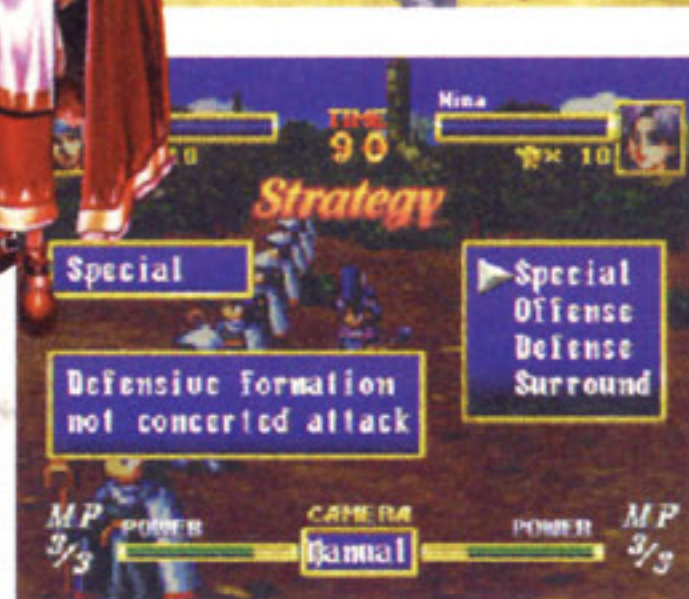 Mina
TIME
90
× 10
Strategy
Special
Special
Offense
Defense
Surround
Defensive formation
not concerted attack
MP
3/3
POWER
CAMERA
Manual
POWER
MP
3/3